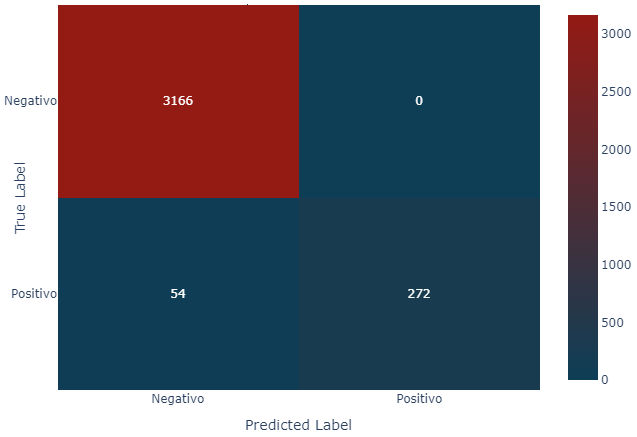 3166
0
Negativo
54
272
Positivo
True Label
Negativo
Positivo
Predicted Label
3000
2500
2000
1500
1000
500
0